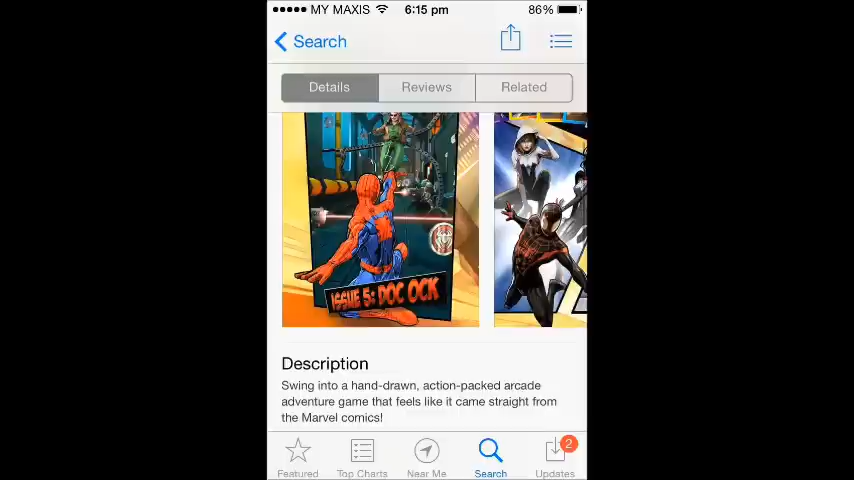 MY MAXIS
6:15 pm
86%
Search
Details
Reviews
Related
ISSUE 5: DOC OCK
Description
Swing into a hand-drawn, action-packed arcade
adventure game that feels like it came straight from
the Marvel comics!
2
Featured
Top Charts
Near Me
Search
Updates